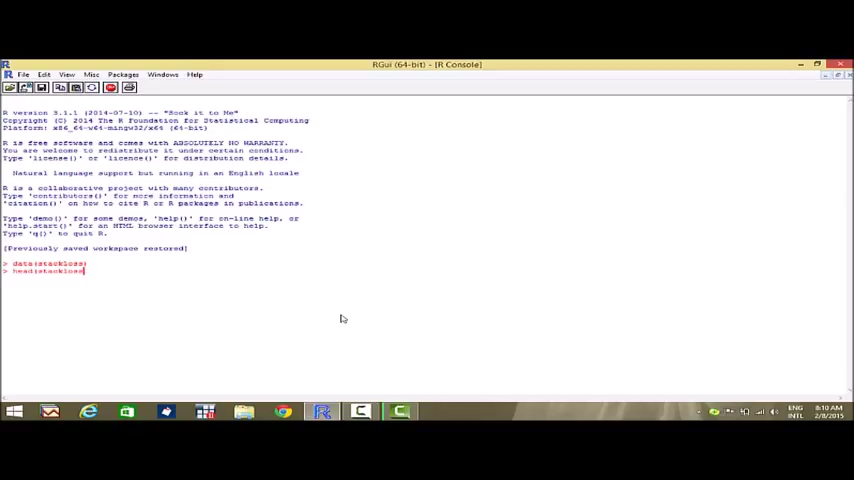 RGui (64-bit) - [R Console]
File Edit View Misc Packages Windows Help
R version 3.1.1 (2014-07-10) -- "Sock it to Me"
Copyright (C) 2014 The R Foundation for Statistical Computing
Platform: x86_64-w64-mingw32/x64 (64-bit)
R is free software and comes with ABSOLUTELY NO WARRANTY.
You are welcome to redistribute it under certain conditions.
Type 'license()' or 'licence()' for distribution details.
Natural language support but running in an English locale
R is a collaborative project with many contributors.
Type 'contributors()' for more information and
'citation()' on how to cite R or R packages in publications.
Type 'demo()' for some demos, 'help()' for on-line help, or
'help.start()' for an HTML browser interface to help.
Type 'q()' to quit R.
[Previously saved workspace restored]
> data(stackloss)
> head(stackloss
ENG 8:10 AM
INTL 2/8/2015